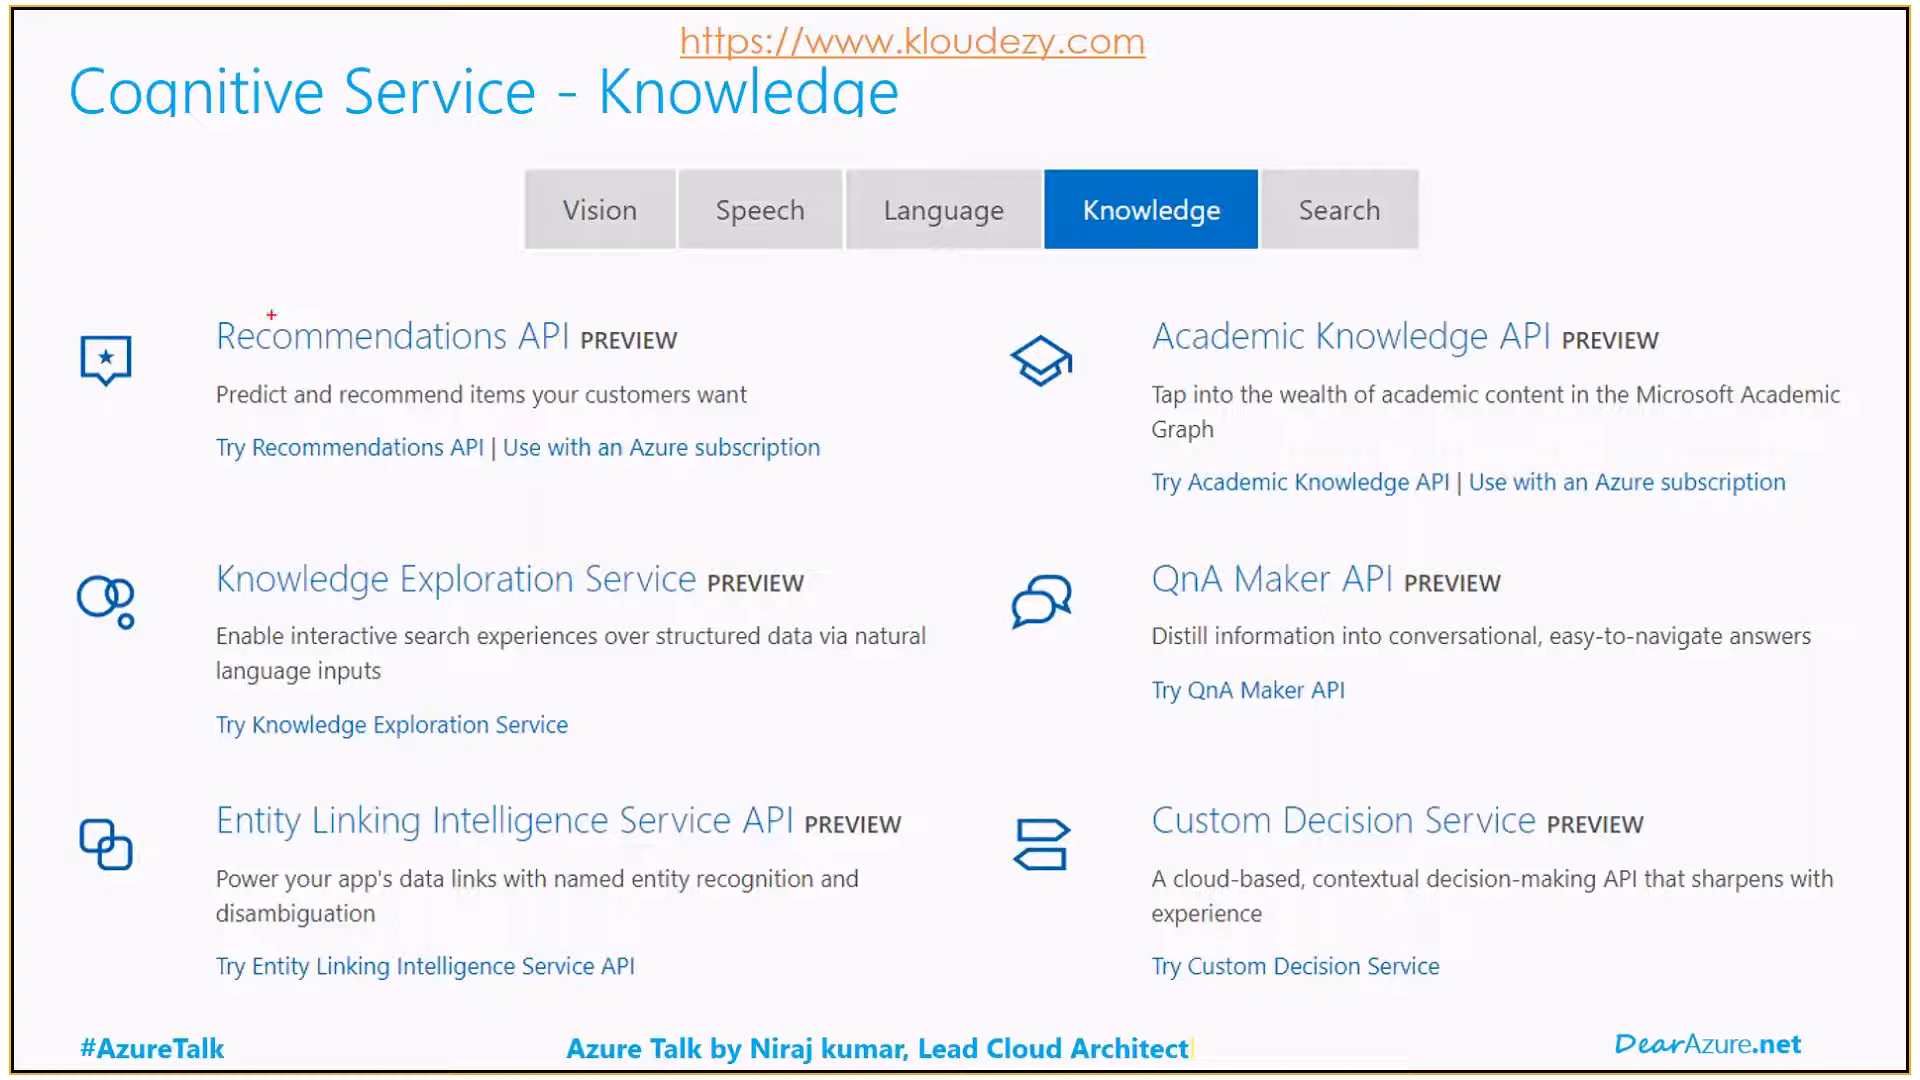 https://www.kloudezy.com
Cognitive Service - Knowledge
Vision Speech Language Knowledge Search
Recommendations API PREVIEW
Predict and recommend items your customers want
Try Recommendations API | Use with an Azure subscription
Academic Knowledge API PREVIEW
Tap into the wealth of academic content in the Microsoft Academic
Graph
Try Academic Knowledge API | Use with an Azure subscription
Knowledge Exploration Service PREVIEW
Enable interactive search experiences over structured data via natural
language inputs
Try Knowledge Exploration Service
QnA Maker API PREVIEW
Distill information into conversational, easy-to-navigate answers
Try QnA Maker API
Entity Linking Intelligence Service API PREVIEW
Power your app's data links with named entity recognition and
disambiguation
Try Entity Linking Intelligence Service API
Custom Decision Service PREVIEW
A cloud-based, contextual decision-making API that sharpens with
experience
Try Custom Decision Service
#AzureTalk
Azure Talk by Niraj kumar, Lead Cloud Architect
DearAzure.net